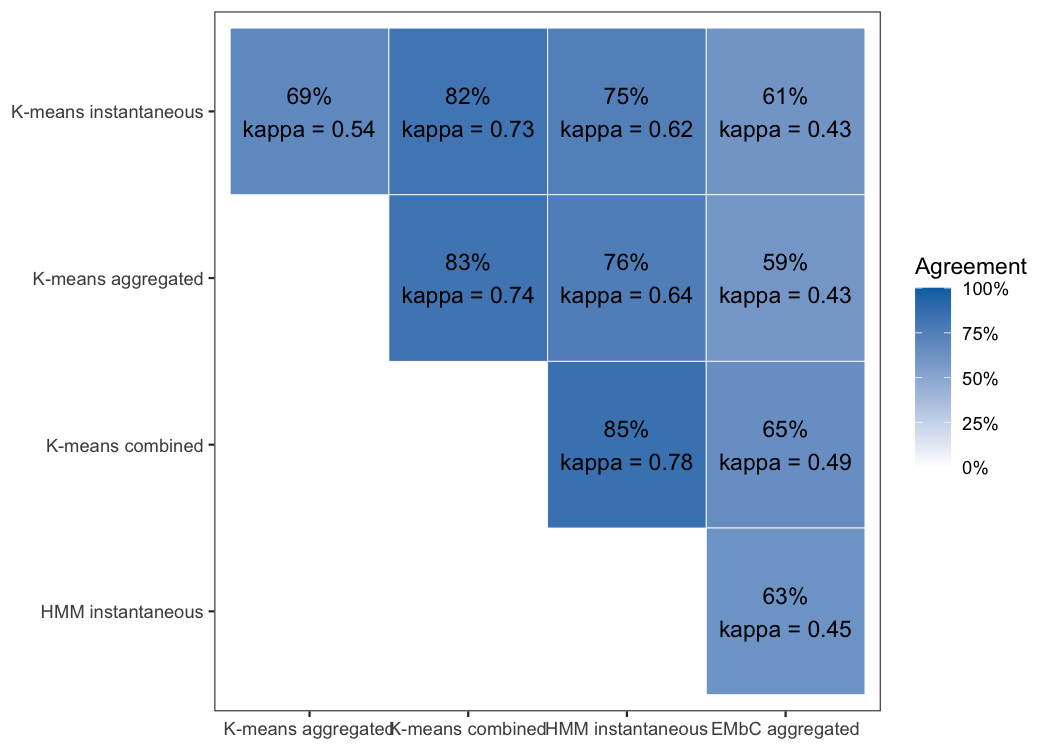 K-means instantaneous
69%
kappa = 0.54
82%
kappa = 0.73
75%
kappa = 0.62
61%
kappa = 0.43
K-means aggregated
83%
kappa = 0.74
76%
kappa = 0.64
59%
kappa = 0.43
K-means combined
85%
kappa = 0.78
65%
kappa = 0.49
HMM instantaneous
63%
kappa = 0.45
K-means aggregated
K-means combined
HMM instantaneous
EMbC aggregated
Agreement
100%
75%
50%
25%
0%